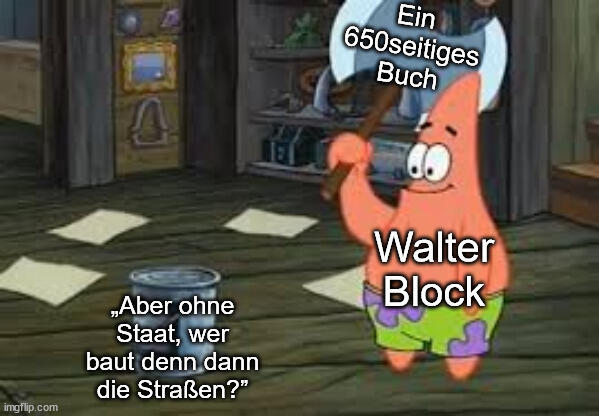 Ein
650seitiges
Buch
Walter
Block
„Aber ohne
Staat, wer
baut denn dann
die Straßen?”
imgflip.com